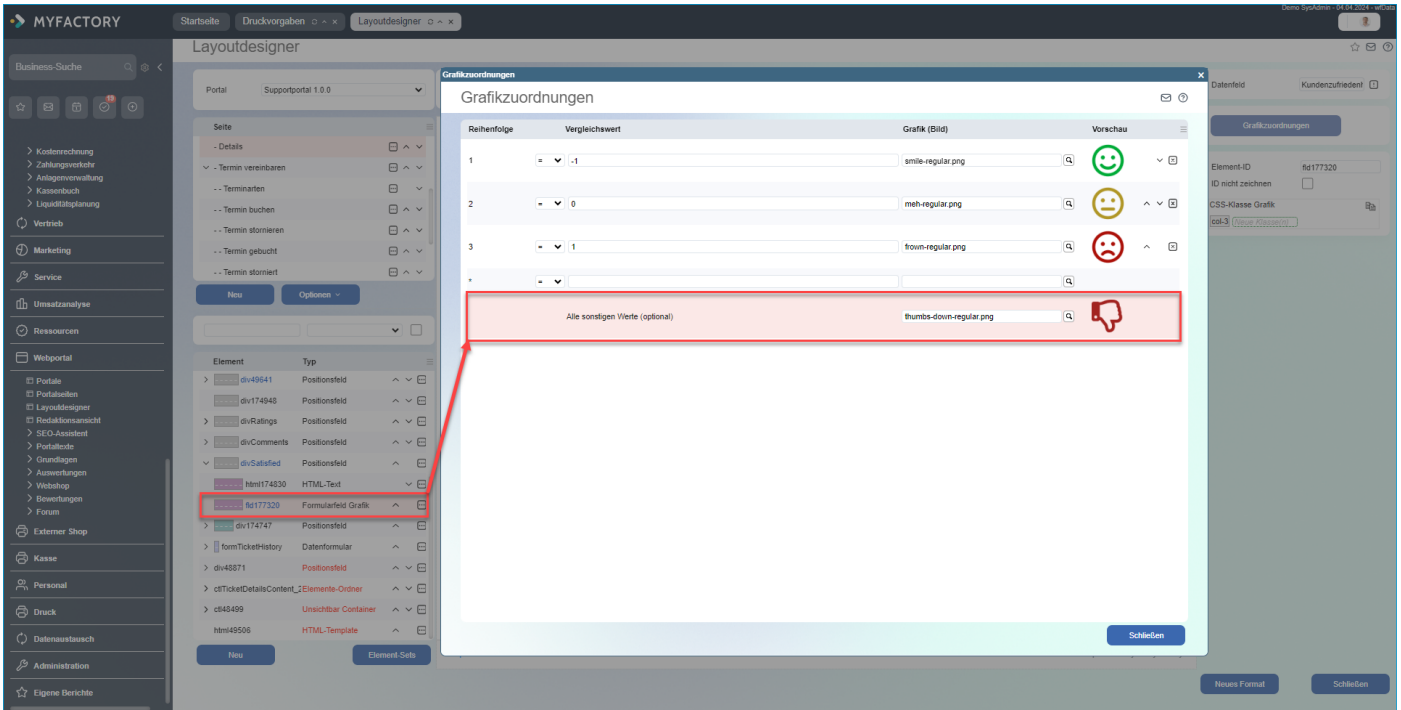 Demo SysAdmin - 04.04.2024 - wfData
MYFACTORY
Startseite
Druckvorgaben
Layoutdesigner
Layoutdesigner
Business-Suche
13
Kostenrechnung
Zahlungsverkehr
Anlagenverwaltung
Kassenbuch
Liquiditätsplanung
Vertrieb
Marketing
Service
Umsatzanalyse
Ressourcen
Webportal
Portale
Portalseiten
Layoutdesigner
Redaktionsansicht
SEO-Assistent
Portaltexte
Grundlagen
Auswertungen
Webshop
Bewertungen
Forum
Externer Shop
Kasse
Personal
Druck
Datenaustausch
Administration
Eigene Berichte
Portal Supportportal 1.0.0
Seite
- Details
- Termin vereinbaren
- - Terminarten
- - Termin buchen
- - Termin stornieren
- - Termin gebucht
- - Termin storniert
Neu Optionen
Element Typ
div49641 Positionsfeld
div174948 Positionsfeld
divRatings Positionsfeld
divComments Positionsfeld
divSatisfied Positionsfeld
html174830 HTML-Text
fld177320 Formularfeld Grafik
div174747 Positionsfeld
formTicketHistory Datenformular
div48871 Positionsfeld
ctlTicketDetailsContent_2 Elemente-Ordner
ctl48499 Unsichtbar Container
html49506 HTML-Template
Neu Element-Sets
Grafikzuordnungen x
Grafikzuordnungen
Reihenfolge Vergleichswert Grafik (Bild) Vorschau
1 = -1 smile-regular.png
2 = 0 meh-regular.png
3 = 1 frown-regular.png
* =
Alle sonstigen Werte (optional) thumbs-down-regular.png
Schließen
Datenfeld Kundenzufriedenl
Grafikzuordnungen
Element-ID fld177320
ID nicht zeichnen
CSS-Klasse Grafik
col-3 [Neue Klasse(n)]
Neues Format Schließen